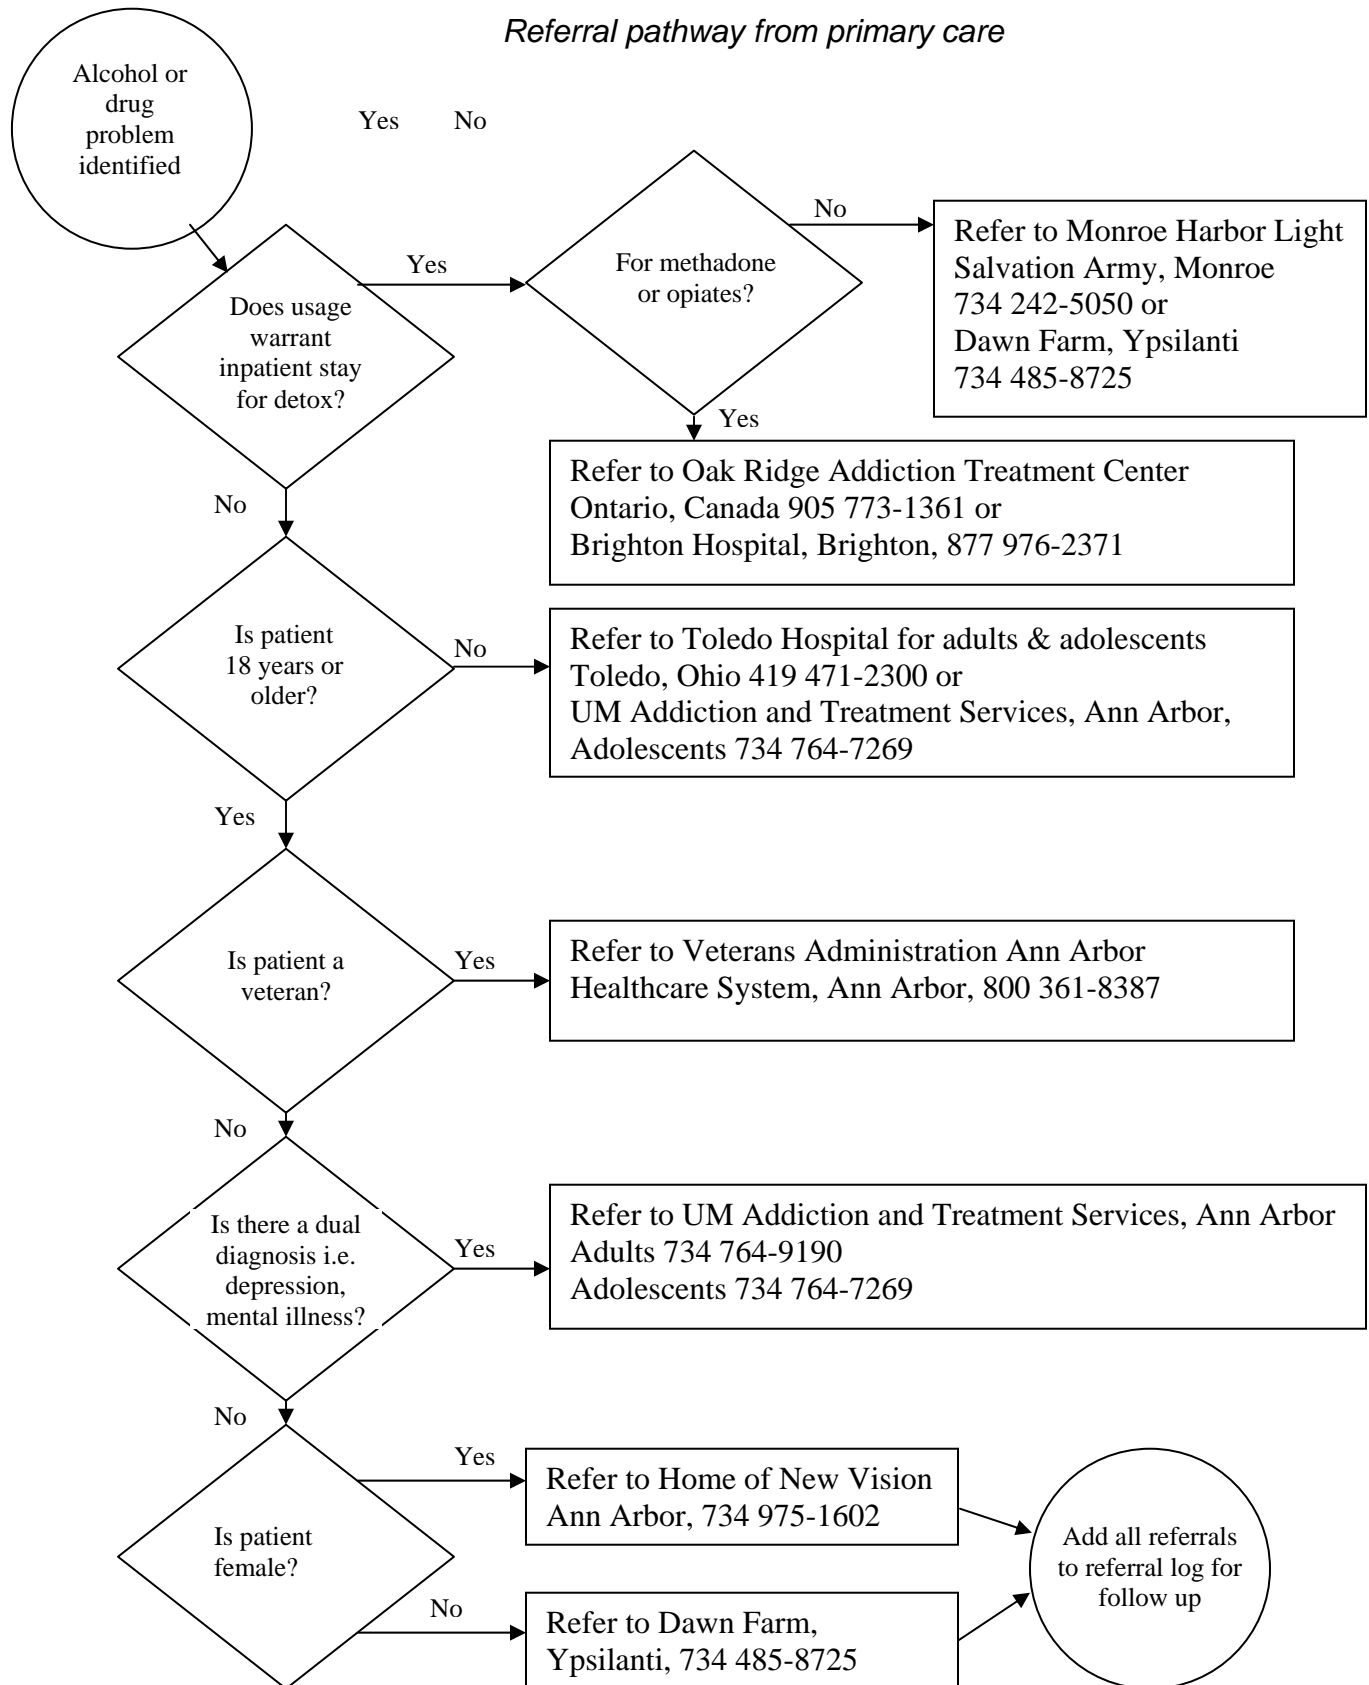 Referral pathway from primary care
Alcohol or
drug
problem
identified
Yes No
Does usage
warrant
inpatient stay
for detox?
Yes
For methadone
or opiates?
No
Refer to Monroe Harbor Light
Salvation Army, Monroe
734 242-5050 or
Dawn Farm, Ypsilanti
734 485-8725
Yes
Refer to Oak Ridge Addiction Treatment Center
Ontario, Canada 905 773-1361 or
Brighton Hospital, Brighton, 877 976-2371
No
Is patient
18 years or
older?
No
Refer to Toledo Hospital for adults & adolescents
Toledo, Ohio 419 471-2300 or
UM Addiction and Treatment Services, Ann Arbor,
Adolescents 734 764-7269
Yes
Is patient a
veteran?
Yes
Refer to Veterans Administration Ann Arbor
Healthcare System, Ann Arbor, 800 361-8387
No
Is there a dual
diagnosis i.e.
depression,
mental illness?
Yes
Refer to UM Addiction and Treatment Services, Ann Arbor
Adults 734 764-9190
Adolescents 734 764-7269
No
Is patient
female?
Yes
Refer to Home of New Vision
Ann Arbor, 734 975-1602
No
Refer to Dawn Farm,
Ypsilanti, 734 485-8725
Add all referrals
to referral log for
follow up